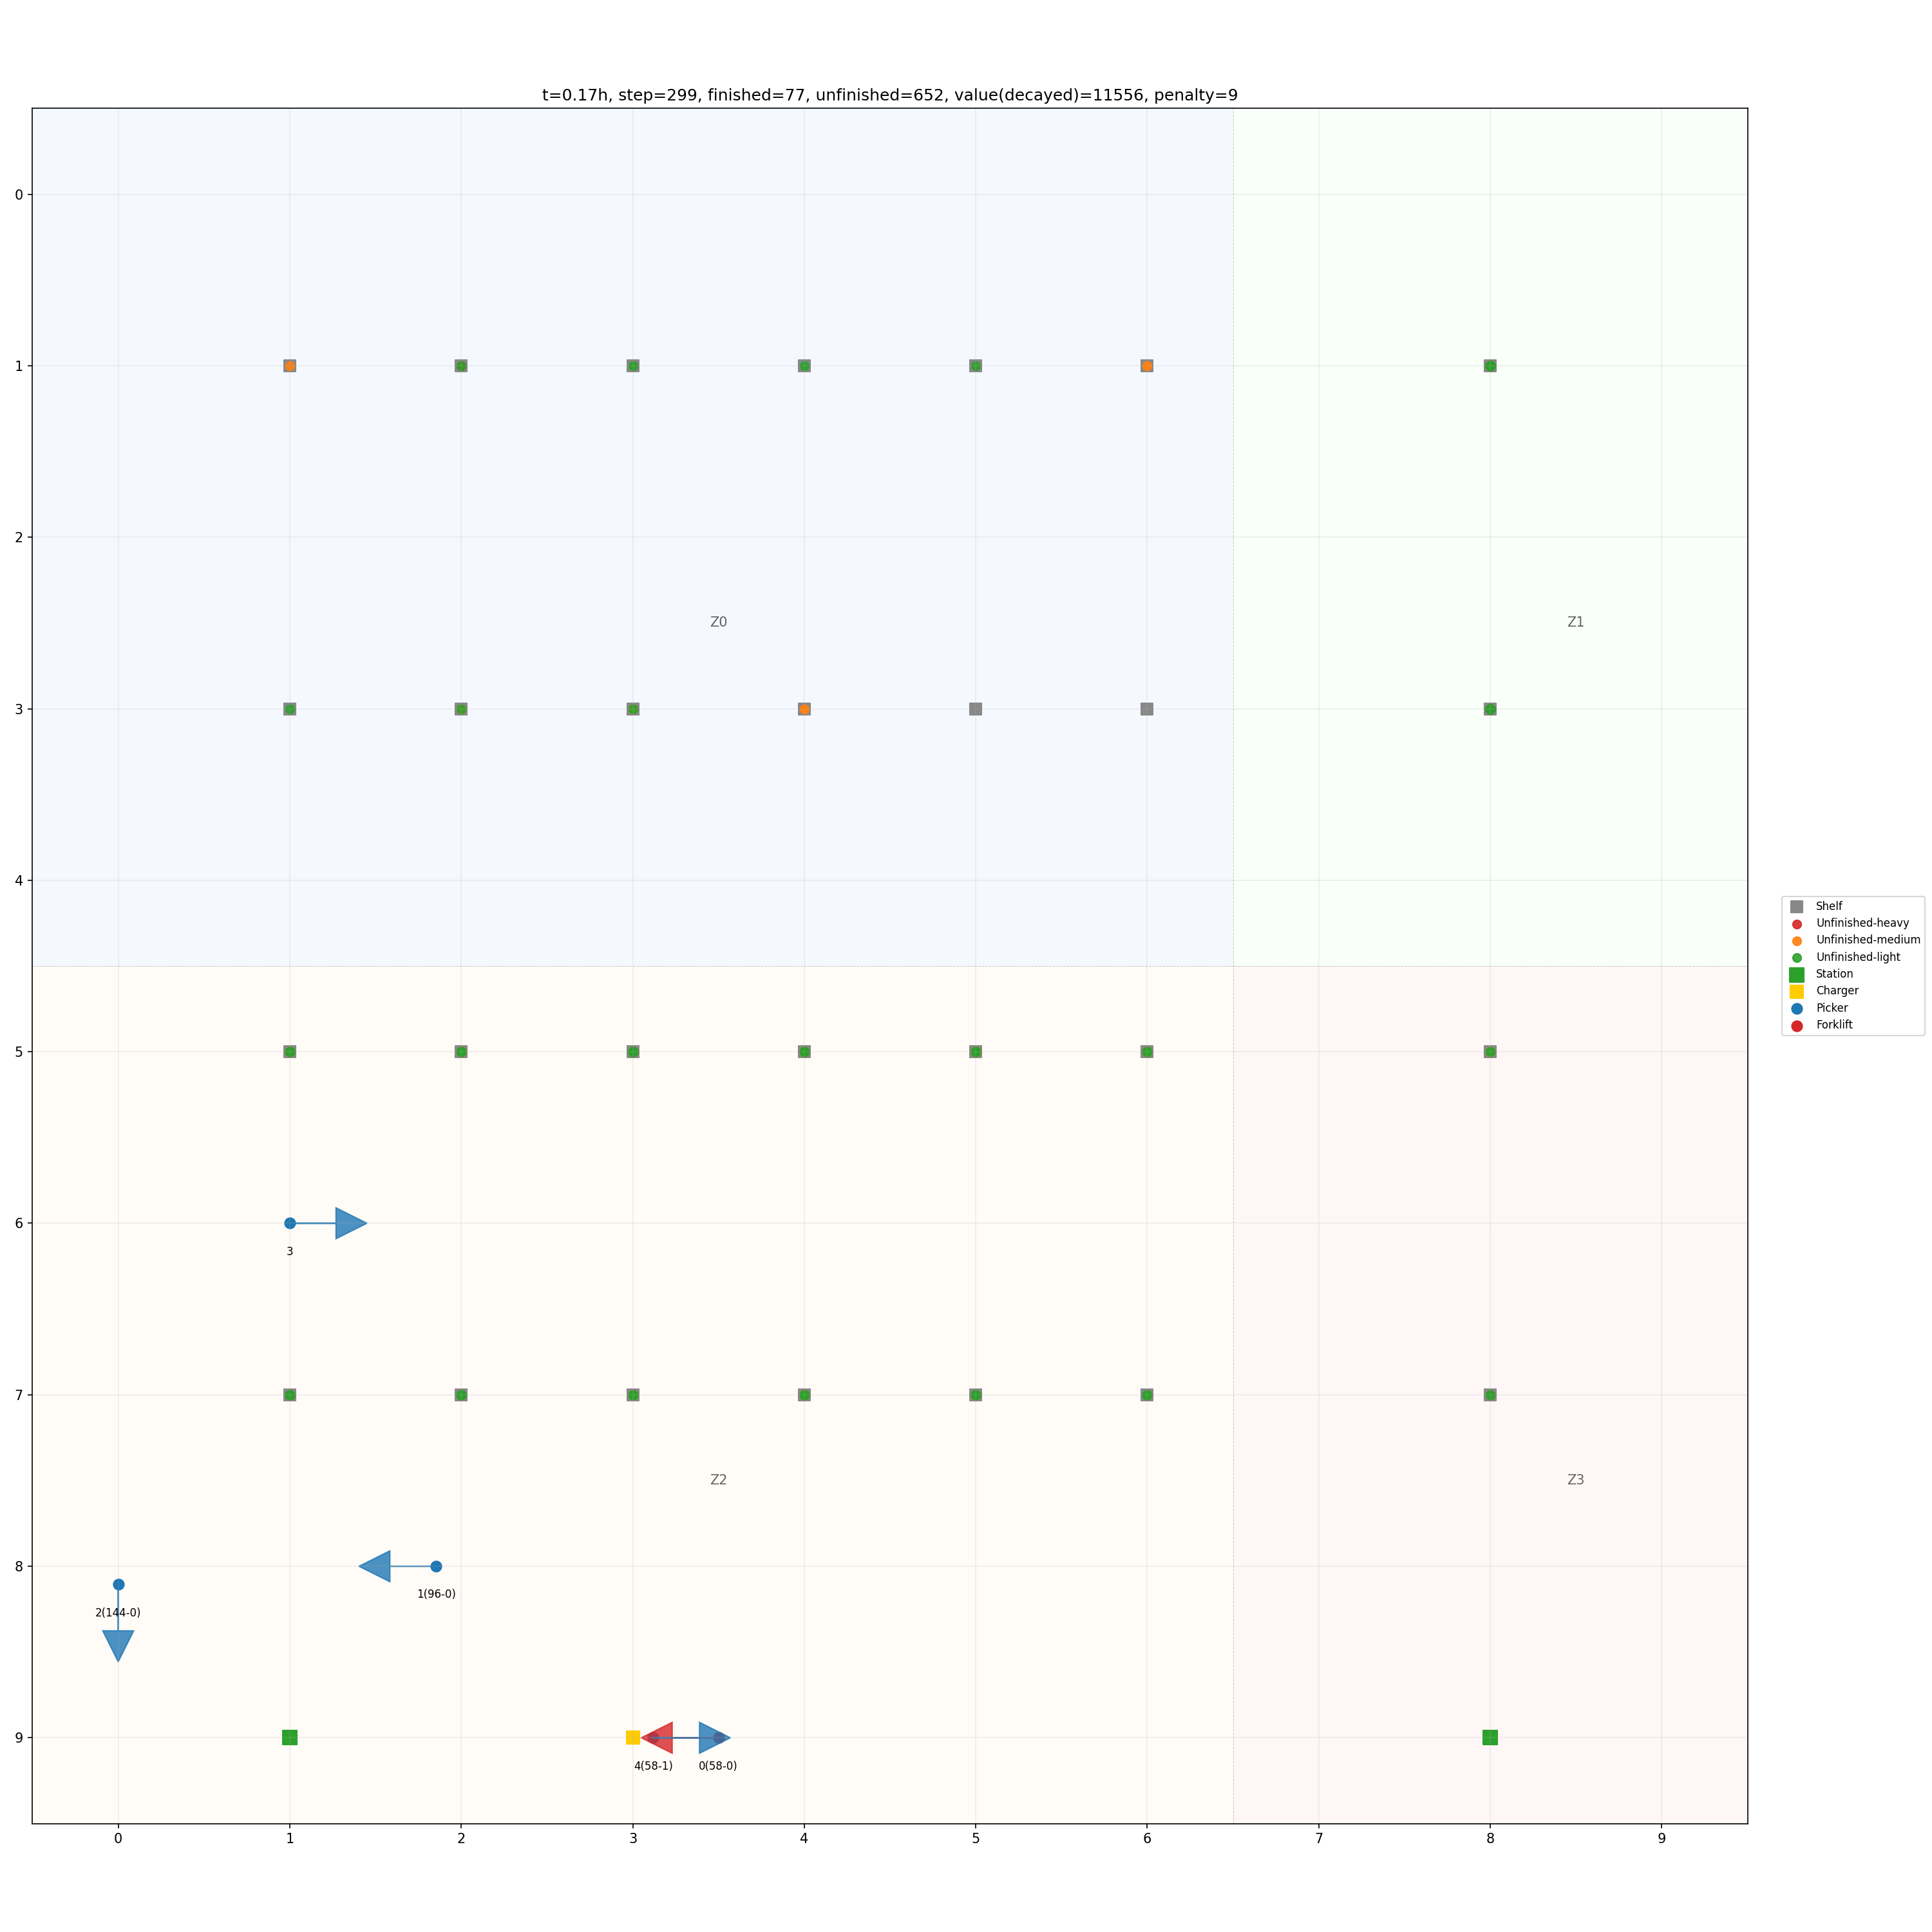 t=0.17h, step=299, finished=77, unfinished=652, value(decayed)=11556, penalty=9
0
1
2
Z0
Z1
3
4
Shelf
Unfinished-heavy
Unfinished-medium
Unfinished-light
Station
Charger
Picker
Forklift
5
6
3
7
Z2
Z3
8
1(96-0)
2(144-0)
9
4(58-1)
0(58-0)
0 1 2 3 4 5 6 7 8 9